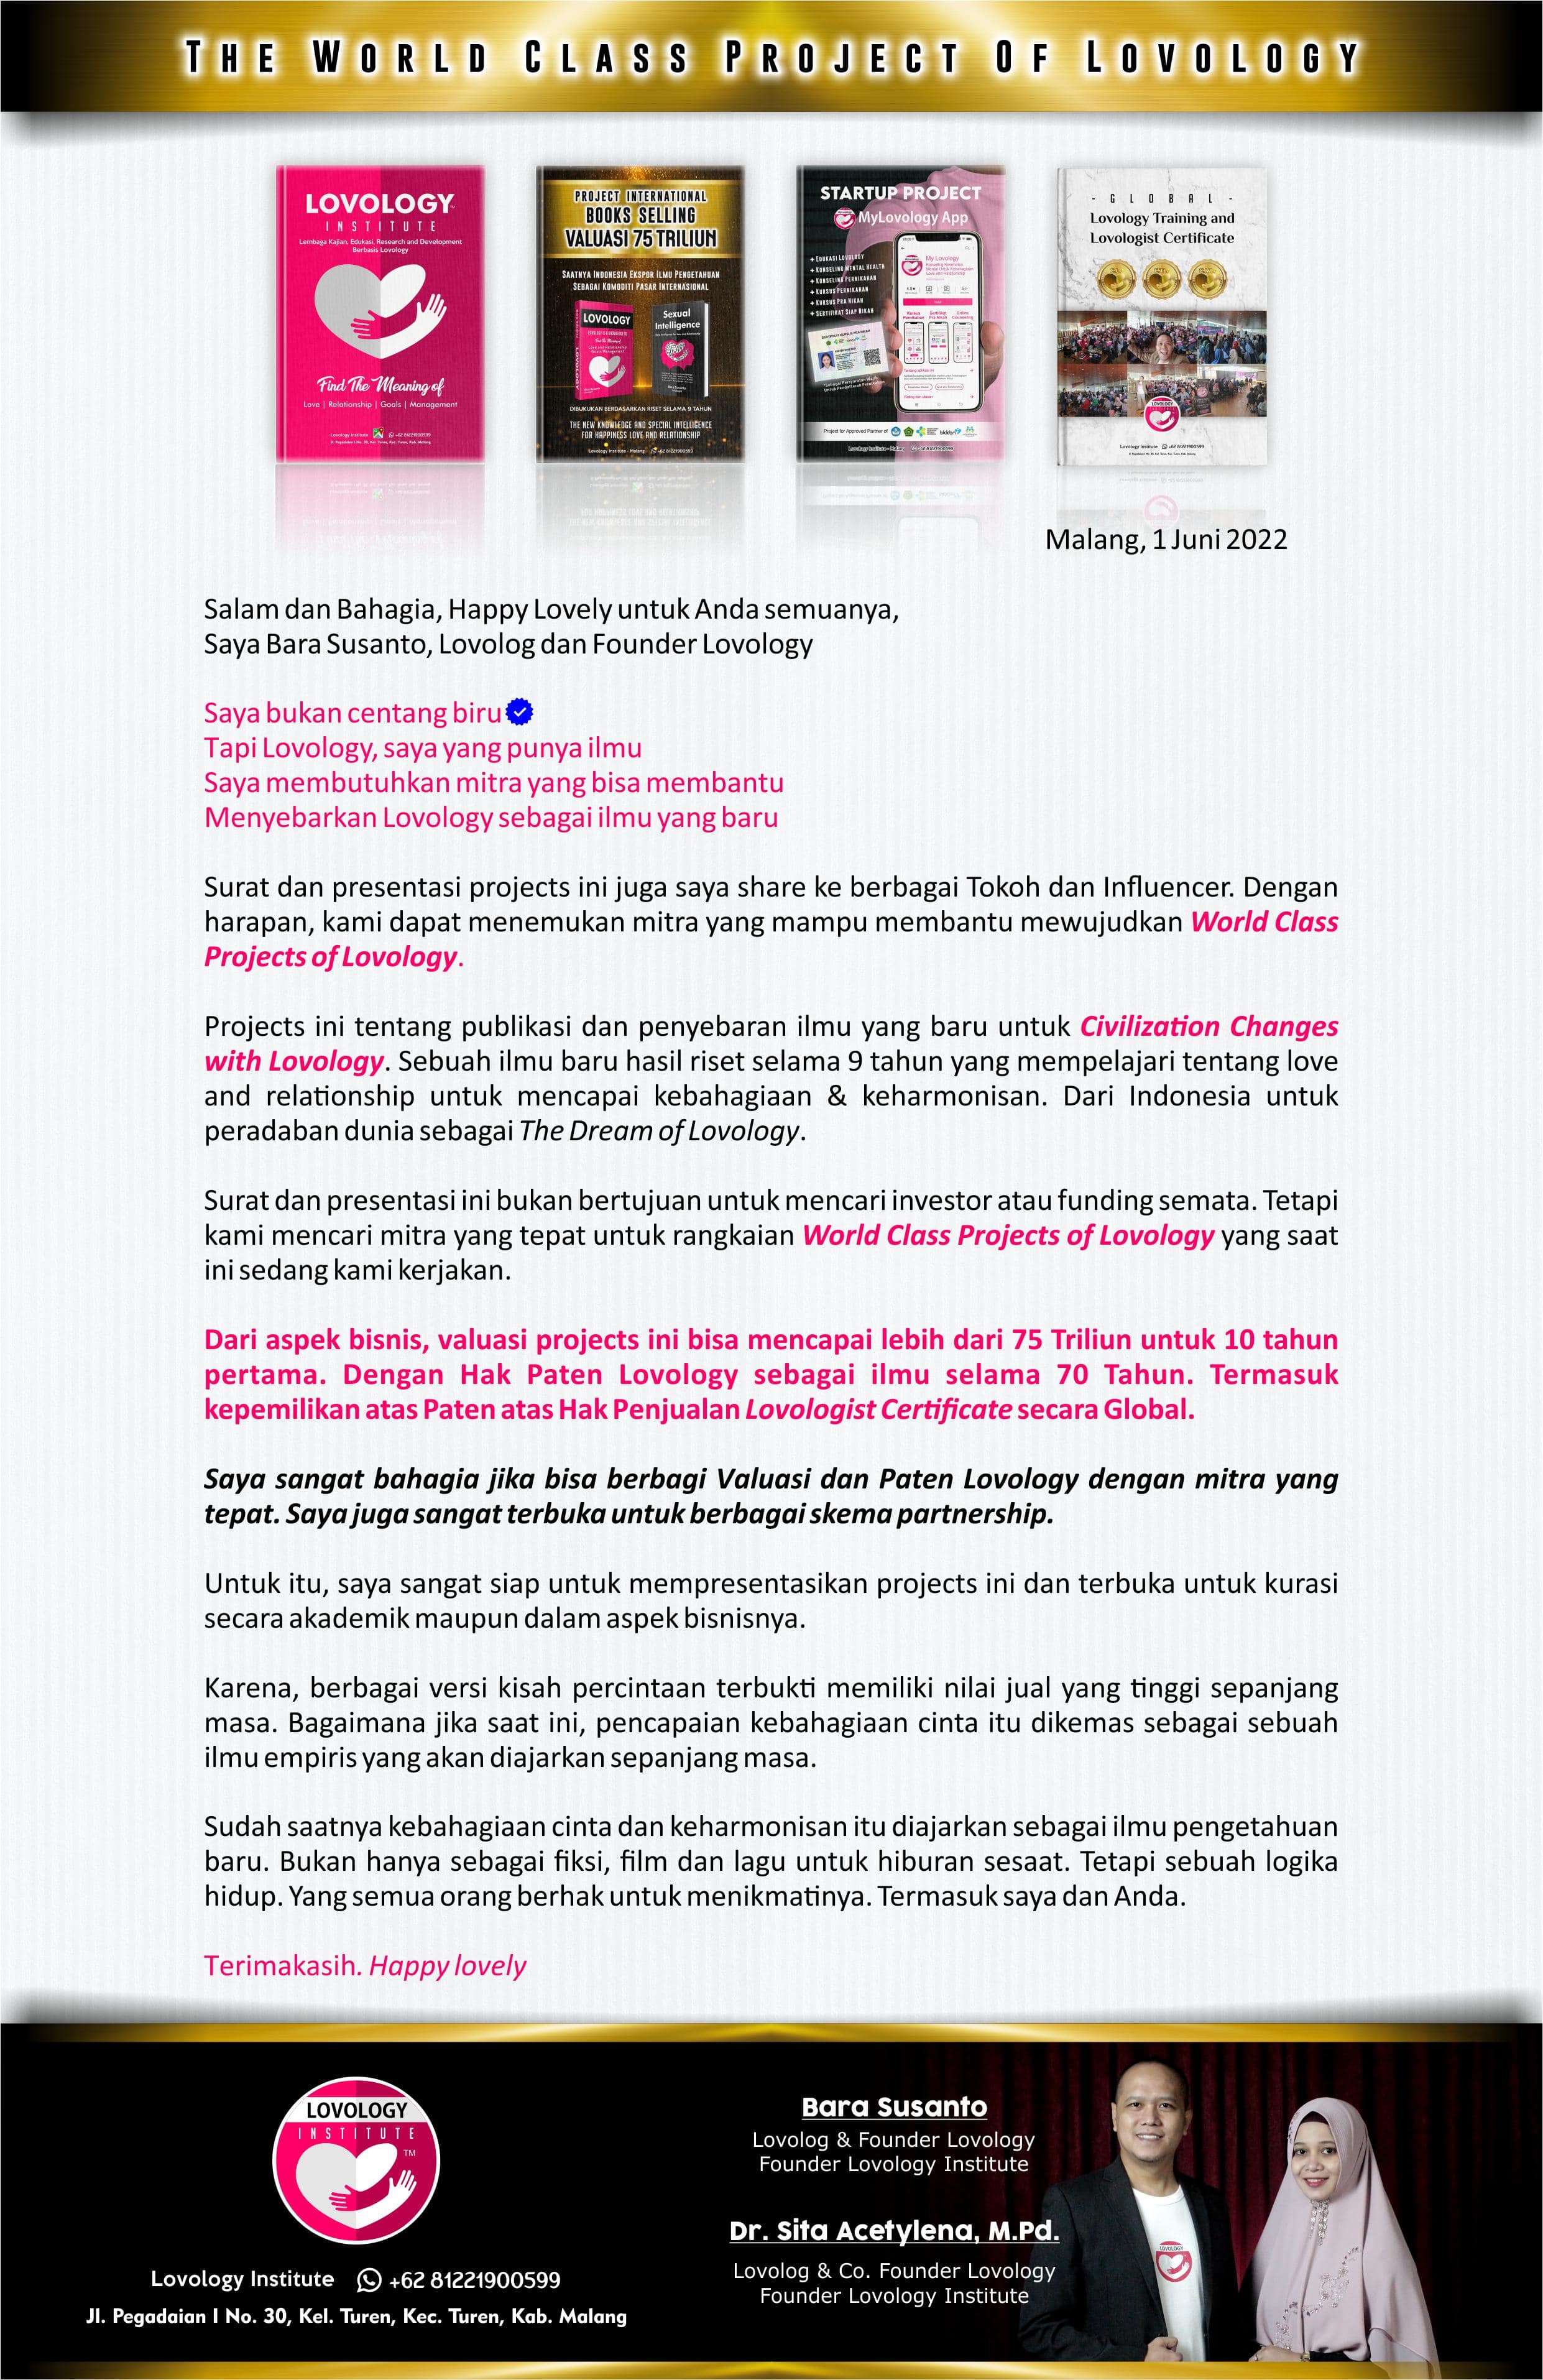 THE WORLD CLASS PROJECT OF LOVOLOGY
LOVOLOGY
INSTITUTE
Lembaga Kajian, Edukasi, Research and Development
Berbasis Lovology
Find The Meaning of
Love | Relationship | Goals | Management
Lovology Institute +62 81221900599
PROJECT INTERNATIONAL
BOOKS SELLING
VALUASI 75 TRILIUN
SAATNYA INDONESIA EKSPOR ILMU PENGETAHUAN
SEBAGAI KOMODITI PASAR INTERNASIONAL
LOVOLOGY
Sexual
Intelligence
DIBUKUKAN BERDASARKAN RISET SELAMA 9 TAHUN
THE NEW KNOWLEDGE AND SPECIAL INTELLIGENCE
FOR HAPPINESS LOVE AND RELATIONSHIP
Lovology Institute - Malang +62 81221900599
STARTUP PROJECT
MyLovology App
+ EDUKASI LOVOLOGY
+ KONSELING MENTAL HEALTH
+ KONSELING PERNIKAHAN
+ KURSUS PERNIKAHAN
+ KURSUS PRA NIKAH
+ SERTIFIKAT SIAP NIKAH
My Lovology
Project for Approved Partner of
Lovology Institute - Malang +62 81221900599
- GLOBAL -
Lovology Training and
Lovologist Certificate
Lovology Institute +62 81221900599
Malang, 1 Juni 2022
Salam dan Bahagia, Happy Lovely untuk Anda semuanya,
Saya Bara Susanto, Lovolog dan Founder Lovology
Saya bukan centang biru
Tapi Lovology, saya yang punya ilmu
Saya membutuhkan mitra yang bisa membantu
Menyebarkan Lovology sebagai ilmu yang baru
Surat dan presentasi projects ini juga saya share ke berbagai Tokoh dan Influencer. Dengan
harapan, kami dapat menemukan mitra yang mampu membantu mewujudkan World Class
Projects of Lovology.
Projects ini tentang publikasi dan penyebaran ilmu yang baru untuk Civilization Changes
with Lovology. Sebuah ilmu baru hasil riset selama 9 tahun yang mempelajari tentang love
and relationship untuk mencapai kebahagiaan & keharmonisan. Dari Indonesia untuk
peradaban dunia sebagai The Dream of Lovology.
Surat dan presentasi ini bukan bertujuan untuk mencari investor atau funding semata. Tetapi
kami mencari mitra yang tepat untuk rangkaian World Class Projects of Lovology yang saat
ini sedang kami kerjakan.
Dari aspek bisnis, valuasi projects ini bisa mencapai lebih dari 75 Triliun untuk 10 tahun
pertama. Dengan Hak Paten Lovology sebagai ilmu selama 70 Tahun. Termasuk
kepemilikan atas Paten atas Hak Penjualan Lovologist Certificate secara Global.
Saya sangat bahagia jika bisa berbagi Valuasi dan Paten Lovology dengan mitra yang
tepat. Saya juga sangat terbuka untuk berbagai skema partnership.
Untuk itu, saya sangat siap untuk mempresentasikan projects ini dan terbuka untuk kurasi
secara akademik maupun dalam aspek bisnisnya.
Karena, berbagai versi kisah percintaan terbukti memiliki nilai jual yang tinggi sepanjang
masa. Bagaimana jika saat ini, pencapaian kebahagiaan cinta itu dikemas sebagai sebuah
ilmu empiris yang akan diajarkan sepanjang masa.
Sudah saatnya kebahagiaan cinta dan keharmonisan itu diajarkan sebagai ilmu pengetahuan
baru. Bukan hanya sebagai fiksi, film dan lagu untuk hiburan sesaat. Tetapi sebuah logika
hidup. Yang semua orang berhak untuk menikmatinya. Termasuk saya dan Anda.
Terimakasih. Happy lovely
LOVOLOGY
INSTITUTE
TM
Lovology Institute +62 81221900599
Jl. Pegadaian I No. 30, Kel. Turen, Kec. Turen, Kab. Malang
Bara Susanto
Lovolog & Founder Lovology
Founder Lovology Institute
Dr. Sita Acetylena, M.Pd.
Lovolog & Co. Founder Lovology
Founder Lovology Institute
LOVOLOGY